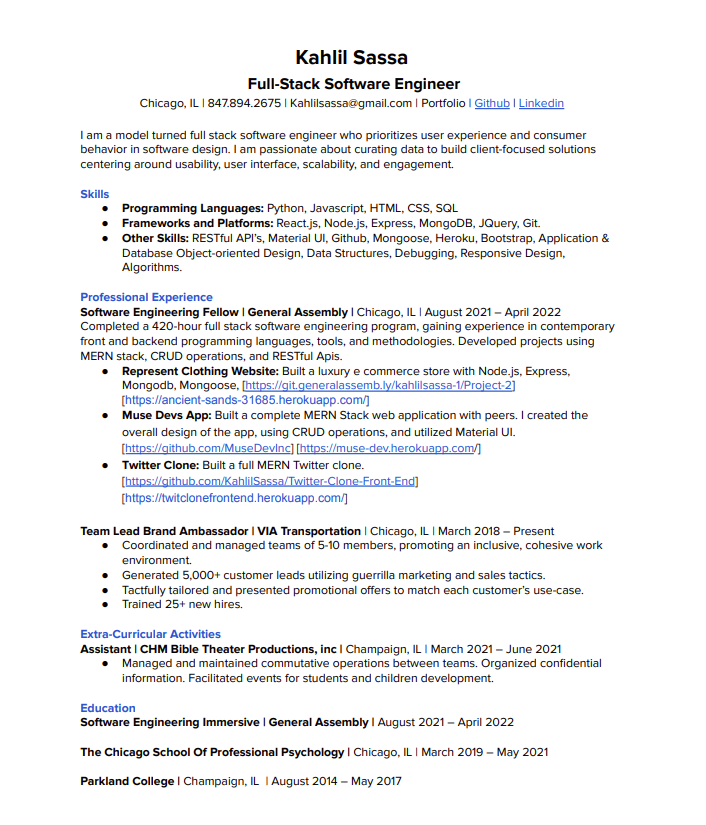 Kahlil Sassa
Full-Stack Software Engineer
Chicago, IL | 847.894.2675 | Kahlilsassa@gmail.com | Portfolio | Github | Linkedin
I am a model turned full stack software engineer who prioritizes user experience and consumer
behavior in software design. I am passionate about curating data to build client-focused solutions
centering around usability, user interface, scalability, and engagement.
Skills
● Programming Languages: Python, Javascript, HTML, CSS, SQL
● Frameworks and Platforms: React.js, Node.js, Express, MongoDB, JQuery, Git.
● Other Skills: RESTful API's, Material UI, Github, Mongoose, Heroku, Bootstrap, Application &
Database Object-oriented Design, Data Structures, Debugging, Responsive Design,
Algorithms.
Professional Experience
Software Engineering Fellow | General Assembly | Chicago, IL | August 2021 – April 2022
Completed a 420-hour full stack software engineering program, gaining experience in contemporary
front and backend programming languages, tools, and methodologies. Developed projects using
MERN stack, CRUD operations, and RESTful Apis.
● Represent Clothing Website: Built a luxury e commerce store with Node.js, Express,
Mongodb, Mongoose, [https://git.generalassemb.ly/kahlilsassa-1/Project-2]
[https://ancient-sands-31685.herokuapp.com/]
● Muse Devs App: Built a complete MERN Stack web application with peers. I created the
overall design of the app, using CRUD operations, and utilized Material UI.
[https://github.com/MuseDevInc] [https://muse-dev.herokuapp.com/]
● Twitter Clone: Built a full MERN Twitter clone.
[https://github.com/KahlilSassa/Twitter-Clone-Front-End]
[https://twitclonefrontend.herokuapp.com/]
Team Lead Brand Ambassador | VIA Transportation | Chicago, IL | March 2018 – Present
● Coordinated and managed teams of 5-10 members, promoting an inclusive, cohesive work
environment.
● Generated 5,000+ customer leads utilizing guerrilla marketing and sales tactics.
● Tactfully tailored and presented promotional offers to match each customer's use-case.
● Trained 25+ new hires.
Extra-Curricular Activities
Assistant | CHM Bible Theater Productions, inc | Champaign, IL | March 2021 – June 2021
● Managed and maintained commutative operations between teams. Organized confidential
information. Facilitated events for students and children development.
Education
Software Engineering Immersive | General Assembly | August 2021 – April 2022
The Chicago School Of Professional Psychology | Chicago, IL | March 2019 – May 2021
Parkland College | Champaign, IL | August 2014 – May 2017